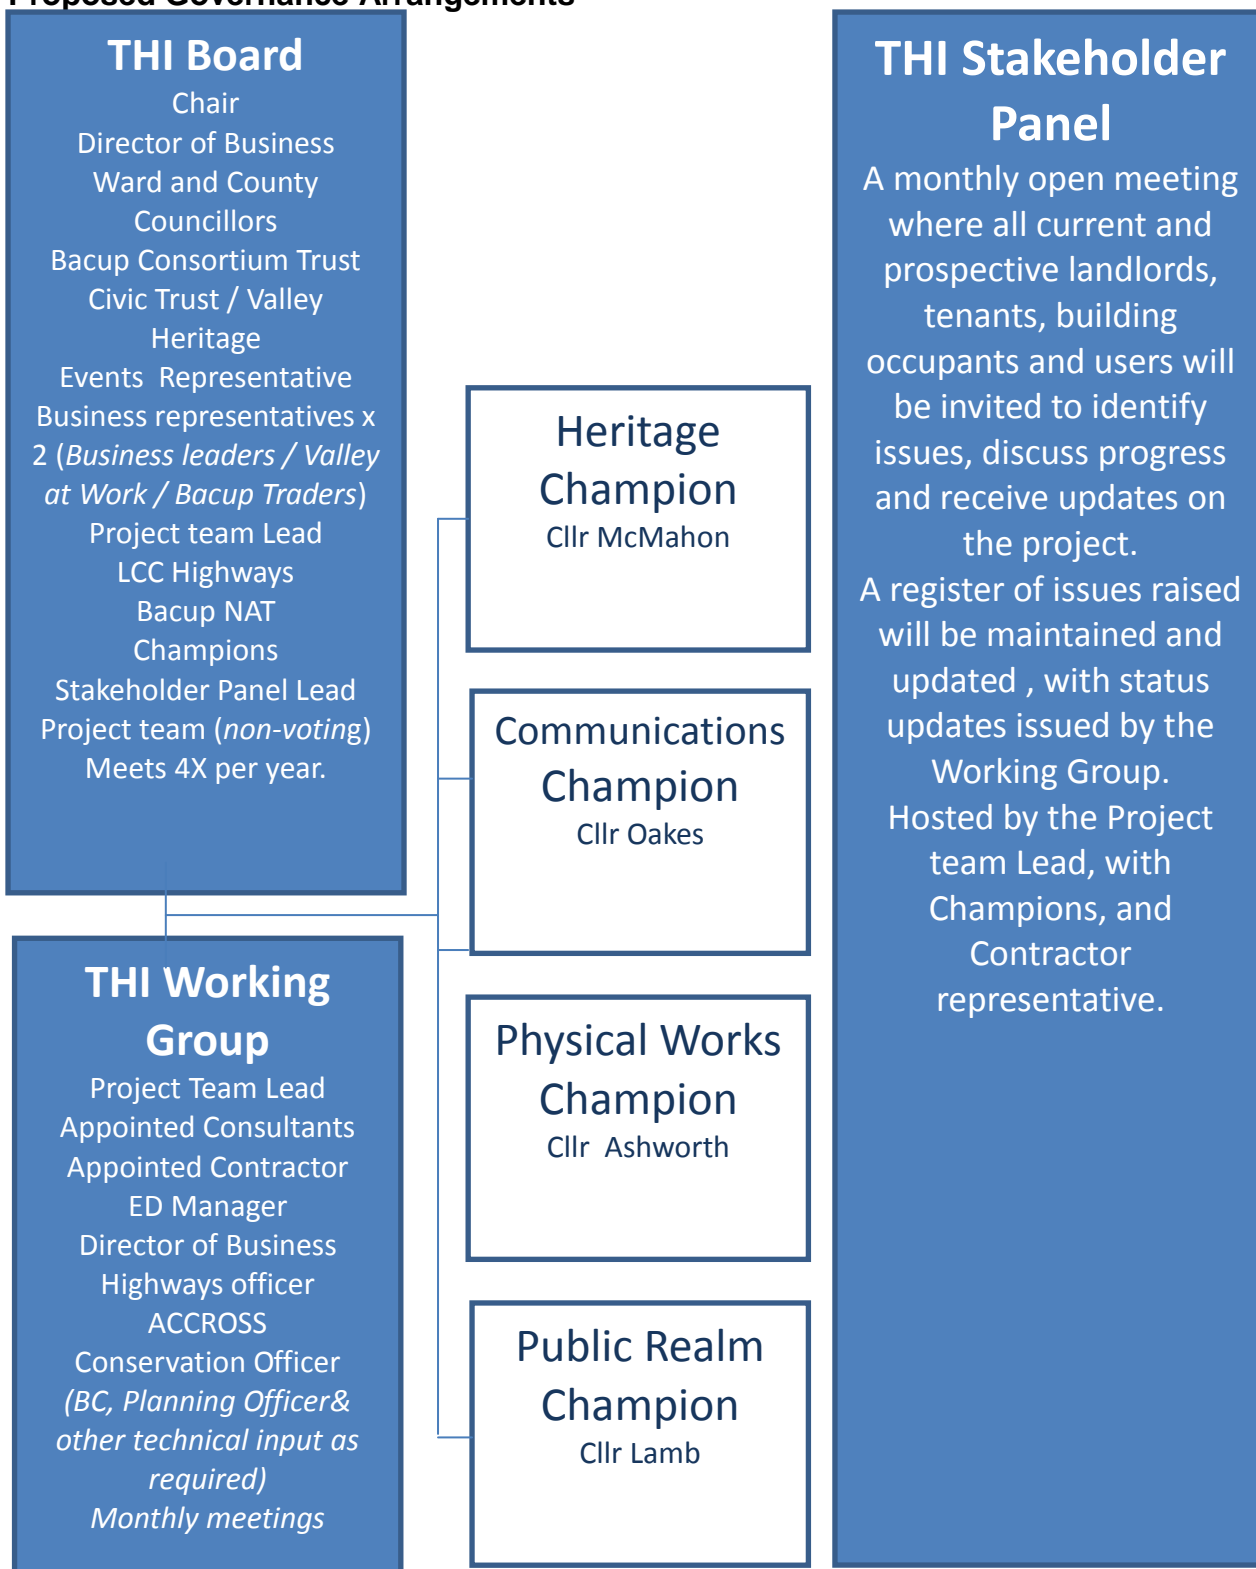 Proposed Governance Arrangements
THI Board
Chair
Director of Business
Ward and County
Councillors
Bacup Consortium Trust
Civic Trust / Valley
Heritage
Events  Representative
Business representatives x
2 (Business leaders / Valley
at Work / Bacup Traders)
Project team Lead
LCC Highways
Bacup NAT
Champions
Stakeholder Panel Lead
Project team (non-voting)
Meets 4X per year.
THI Working
Group
Project Team Lead
Appointed Consultants
Appointed Contractor
ED Manager
Director of Business
Highways officer
ACCROSS
Conservation Officer
(BC, Planning Officer&
other technical input as
required)
Monthly meetings
Heritage
Champion
Cllr McMahon
Communications
Champion
Cllr Oakes
Physical Works
Champion
Cllr  Ashworth
Public Realm
Champion
Cllr Lamb
THI Stakeholder
Panel
A monthly open meeting
where all current and
prospective landlords,
tenants, building
occupants and users will
be invited to identify
issues, discuss progress
and receive updates on
the project.
A register of issues raised
will be maintained and
updated , with status
updates issued by the
Working Group.
Hosted by the Project
team Lead, with
Champions, and
Contractor
representative.